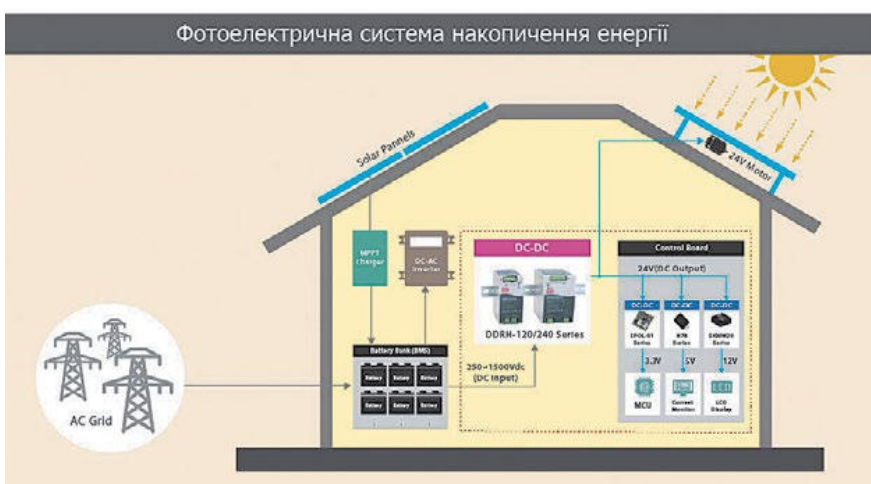 Фотоелектрична система накопичення енергії
Solar Pannels
24V Motor
MPPT
Charger
DC-AC
Inverter
DC-DC
DDRH-120/240 Series
Control Board
24V(DC Output)
DC-DC
DC-DC
DC-DC
Series
N78
Series
Series
3.3V
5V
12V
MCU
Current
Monitor
LCD
LCD
Display
Battery Bank (BMS)
Battery
Battery
Battery
Battery
Battery
Battery
250~1500Vdc
(DC Input)
AC Grid